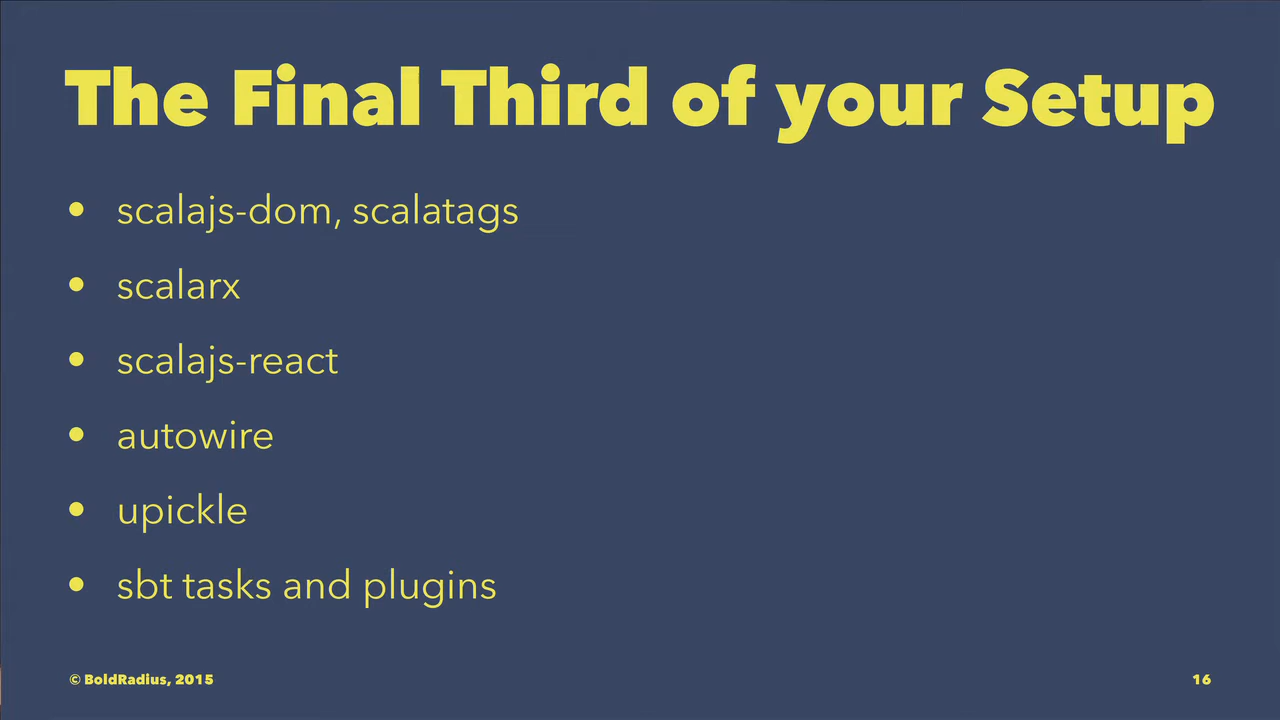 The Final Third of your Setup
• scalajs-dom, scalatags
• scalarx
• scalajs-react
• autowire
• upickle
• sbt tasks and plugins
© BoldRadius, 2015
16